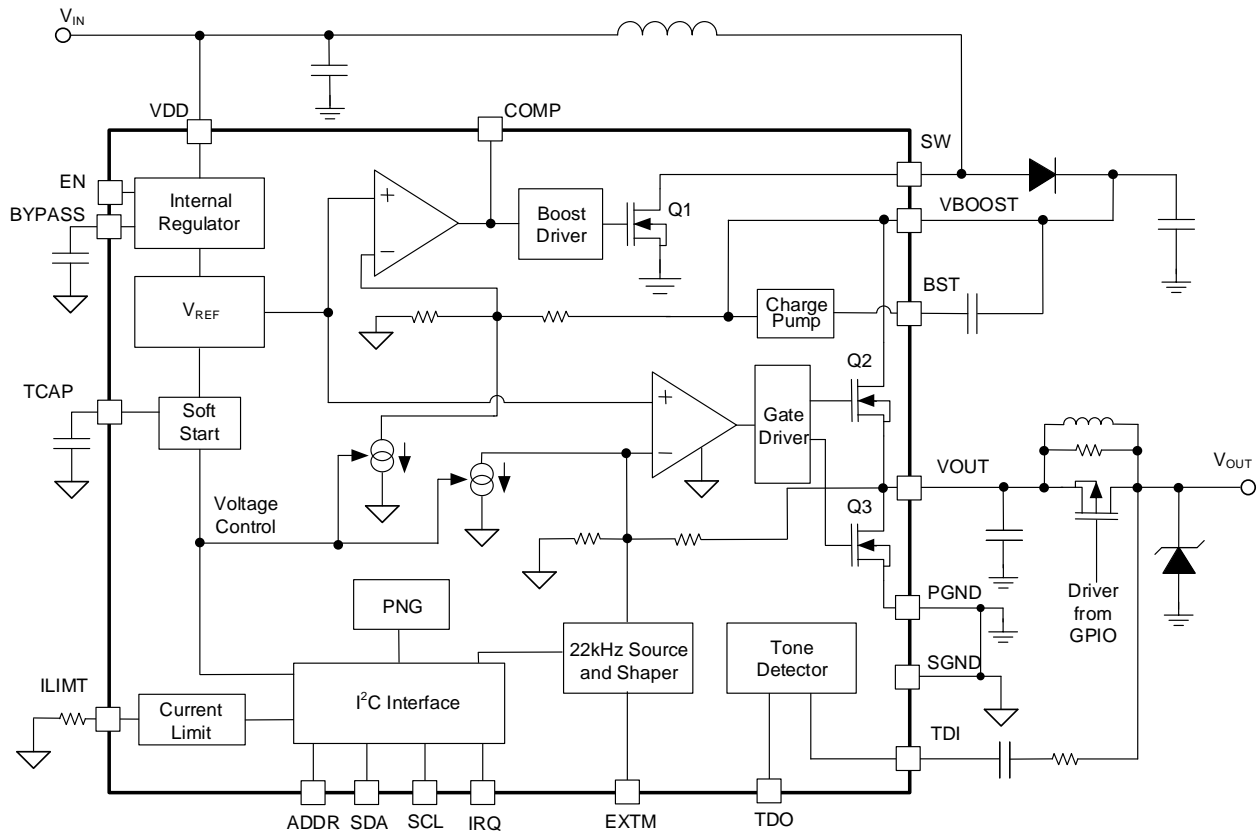 VIN
VDD
COMP
SW
EN
BYPASS
Internal
Regulator
Boost
Driver
Q1
VBOOST
VREF
BST
Charge
Pump
TCAP
Soft
Start
Q2
Gate
Driver
VOUT
VOUT
Voltage
Control
Q3
PNG
PGND
Driver
from
GPIO
22kHz Source
and Shaper
Tone
Detector
SGND
ILIMT
Current
Limit
I2C Interface
TDI
ADDR
SDA
SCL
IRQ
EXTM
TDO